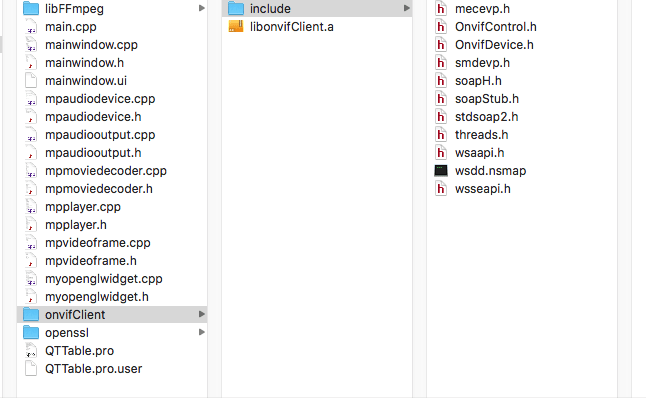 libFFmpeg
main.cpp
mainwindow.cpp
mainwindow.h
mainwindow.ui
mpaudiodevice.cpp
mpaudiodevice.h
mpaudiooutput.cpp
mpaudiooutput.h
mpmoviedecoder.cpp
mpmoviedecoder.h
mpplayer.cpp
mpplayer.h
mpvideoframe.cpp
mpvideoframe.h
myopenglwidget.cpp
myopenglwidget.h
onvifClient
openssl
QTTable.pro
QTTable.pro.user
include
libonvifClient.a
mecevp.h
OnvifControl.h
OnvifDevice.h
smdevp.h
soapH.h
soapStub.h
stdsoap2.h
threads.h
wsaapi.h
wsdd.nsmap
wsseapi.h